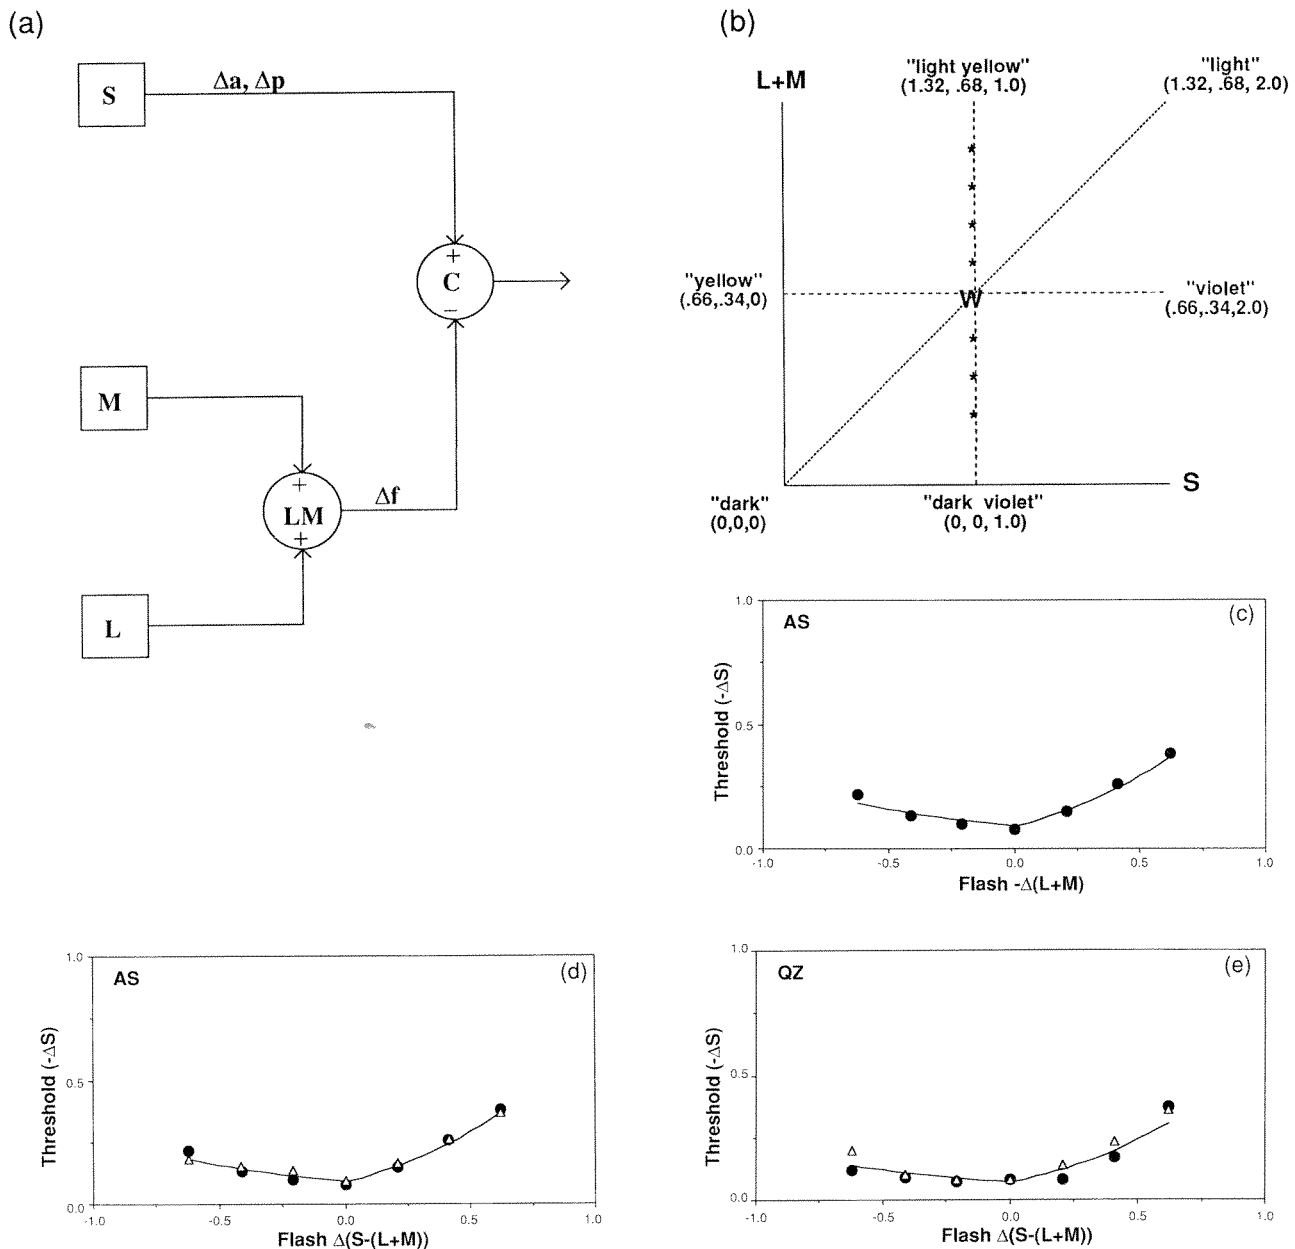 (a)
S
Δa, Δp
+
C
−
M
+
LM
+
Δf
L
(b)
L+M
"light yellow"
(1.32, .68, 1.0)
"light"
(1.32, .68, 2.0)
"yellow"
(.66,.34,0)
W
"violet"
(.66,.34,2.0)
S
"dark"
(0,0,0)
"dark violet"
(0, 0, 1.0)
(c)
AS
1.0
0.5
0.0
Threshold (-ΔS)
-1.0 -0.5 0.0 0.5 1.0
Flash -Δ(L+M)
(d)
AS
1.0
0.5
0.0
Threshold (-ΔS)
-1.0 -0.5 0.0 0.5 1.0
Flash Δ(S-(L+M))
(e)
QZ
1.0
0.5
0.0
Threshold (-ΔS)
-1.0 -0.5 0.0 0.5 1.0
Flash Δ(S-(L+M))